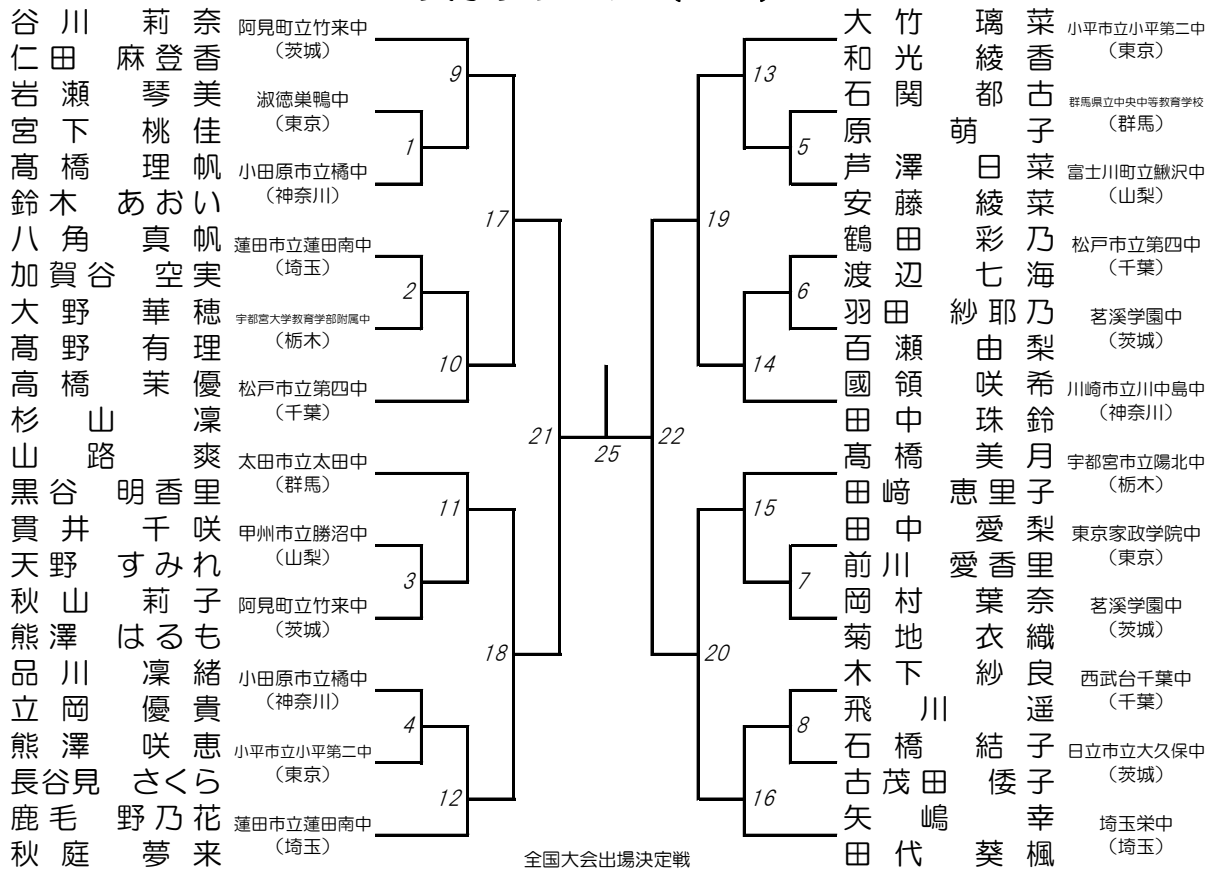 谷川 莉奈 阿見町立竹来中
仁田 麻登香 （茨城）
岩瀬 琴美 淑徳巣鴨中
宮下 桃佳 （東京）
髙橋 理帆 小田原市立橘中
鈴木 あおい （神奈川）
八角 真帆 蓮田市立蓮田南中
加賀谷 空実 （埼玉）
大野 華穂 宇都宮大学教育学部附属中
髙野 有理 （栃木）
高橋 茉優 松戸市立第四中
杉山 凜 （千葉）
山路 爽 太田市立太田中
黒谷 明香里 （群馬）
貫井 千咲 甲州市立勝沼中
天野 すみれ （山梨）
秋山 莉子 阿見町立竹来中
熊澤 はるも （茨城）
品川 凜緒 小田原市立橘中
立岡 優貴 （神奈川）
熊澤 咲恵 小平市立小平第二中
長谷見 さくら （東京）
鹿毛 野乃花 蓮田市立蓮田南中
秋庭 夢来 （埼玉）
9
1
17
2
10
21
11
3
18
4
12
25
全国大会出場決定戦
13
5
19
6
14
22
15
7
20
8
16
大竹 璃菜 小平市立小平第二中
和光 綾香 （東京）
石関 都古 群馬県立中央中等教育学校
原 萌子 （群馬）
芦澤 日菜 富士川町立鰍沢中
安藤 綾菜 （山梨）
鶴田 彩乃 松戸市立第四中
渡辺 七海 （千葉）
羽田 紗耶乃 茗溪学園中
百瀬 由梨 （茨城）
國領 咲希 川崎市立川中島中
田中 珠鈴 （神奈川）
髙橋 美月 宇都宮市立陽北中
田﨑 恵里子 （栃木）
田中 愛梨 東京家政学院中
前川 愛香里 （東京）
岡村 葉奈 茗溪学園中
菊地 衣織 （茨城）
木下 紗良 西武台千葉中
飛川 遥 （千葉）
石橋 結子 日立市立大久保中
古茂田 倭子 （茨城）
矢嶋 幸 埼玉栄中
田代 葵楓 （埼玉）